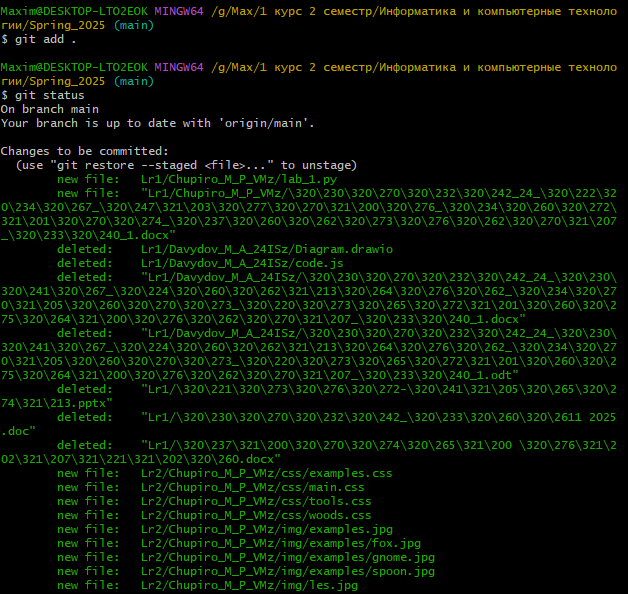 Maxim@DESKTOP-LTO2EOK MINGW64 /g/Max/1 курс 2 семестр/Информатика и компьютерные техноло
гии/Spring_2025 (main)
$ git add .
Maxim@DESKTOP-LTO2EOK MINGW64 /g/Max/1 курс 2 семестр/Информатика и компьютерные техноло
гии/Spring_2025 (main)
$ git status
On branch main
Your branch is up to date with 'origin/main'.
Changes to be committed:
(use "git restore --staged <file>..." to unstage)
new file: Lr1/Chupiro_M_P_VMz/lab_1.py
new file: "Lr1/Chupiro_M_P_VMz/\320\230\320\270\320\232\320\242_24_\320\222\32
0\234\320\267_\320\247\321\203\320\277\320\270\321\200\320\276_\320\234\320\260\320\272\
321\201\320\270\320\274_\320\237\320\260\320\262\320\273\320\276\320\262\320\270\321\207
_\320\233\320\240_1.docx"
deleted: Lr1/Davydov_M_A_24ISz/Diagram.drawio
deleted: Lr1/Davydov_M_A_24ISz/code.js
deleted: "Lr1/Davydov_M_A_24ISz/\320\230\320\270\320\232\320\242_24_\320\230\
320\241\320\267_\320\224\320\260\320\262\321\213\320\264\320\276\320\262_\320\234\320\27
0\321\205\320\260\320\270\320\273_\320\220\320\273\320\265\320\272\321\201\320\260\320\2
75\320\264\321\200\320\276\320\262\320\270\321\207_\320\233\320\240_1.docx"
deleted: "Lr1/Davydov_M_A_24ISz/\320\230\320\270\320\232\320\242_24_\320\230\
320\241\320\267_\320\224\320\260\320\262\321\213\320\264\320\276\320\262_\320\234\320\27
0\321\205\320\260\320\270\320\273_\320\220\320\273\320\265\320\272\321\201\320\260\320\2
75\320\264\321\200\320\276\320\262\320\270\321\207_\320\233\320\240_1.odt"
deleted: "Lr1/\320\221\320\273\320\276\320\272-\320\241\321\205\320\265\320\2
74\321\213.pptx"
deleted: "Lr1/\320\230\320\270\320\232\320\242_\320\233\320\260\320\2611 2025
.doc"
deleted: "Lr1/\320\237\321\200\320\270\320\274\320\265\321\200 \320\276\321\2
02\321\207\321\221\321\202\320\260.docx"
new file: Lr2/Chupiro_M_P_VMz/css/examples.css
new file: Lr2/Chupiro_M_P_VMz/css/main.css
new file: Lr2/Chupiro_M_P_VMz/css/tools.css
new file: Lr2/Chupiro_M_P_VMz/css/woods.css
new file: Lr2/Chupiro_M_P_VMz/img/examples.jpg
new file: Lr2/Chupiro_M_P_VMz/img/fox.jpg
new file: Lr2/Chupiro_M_P_VMz/img/gnome.jpg
new file: Lr2/Chupiro_M_P_VMz/img/spoon.jpg
new file: Lr2/Chupiro_M_P_VMz/img/les.jpg